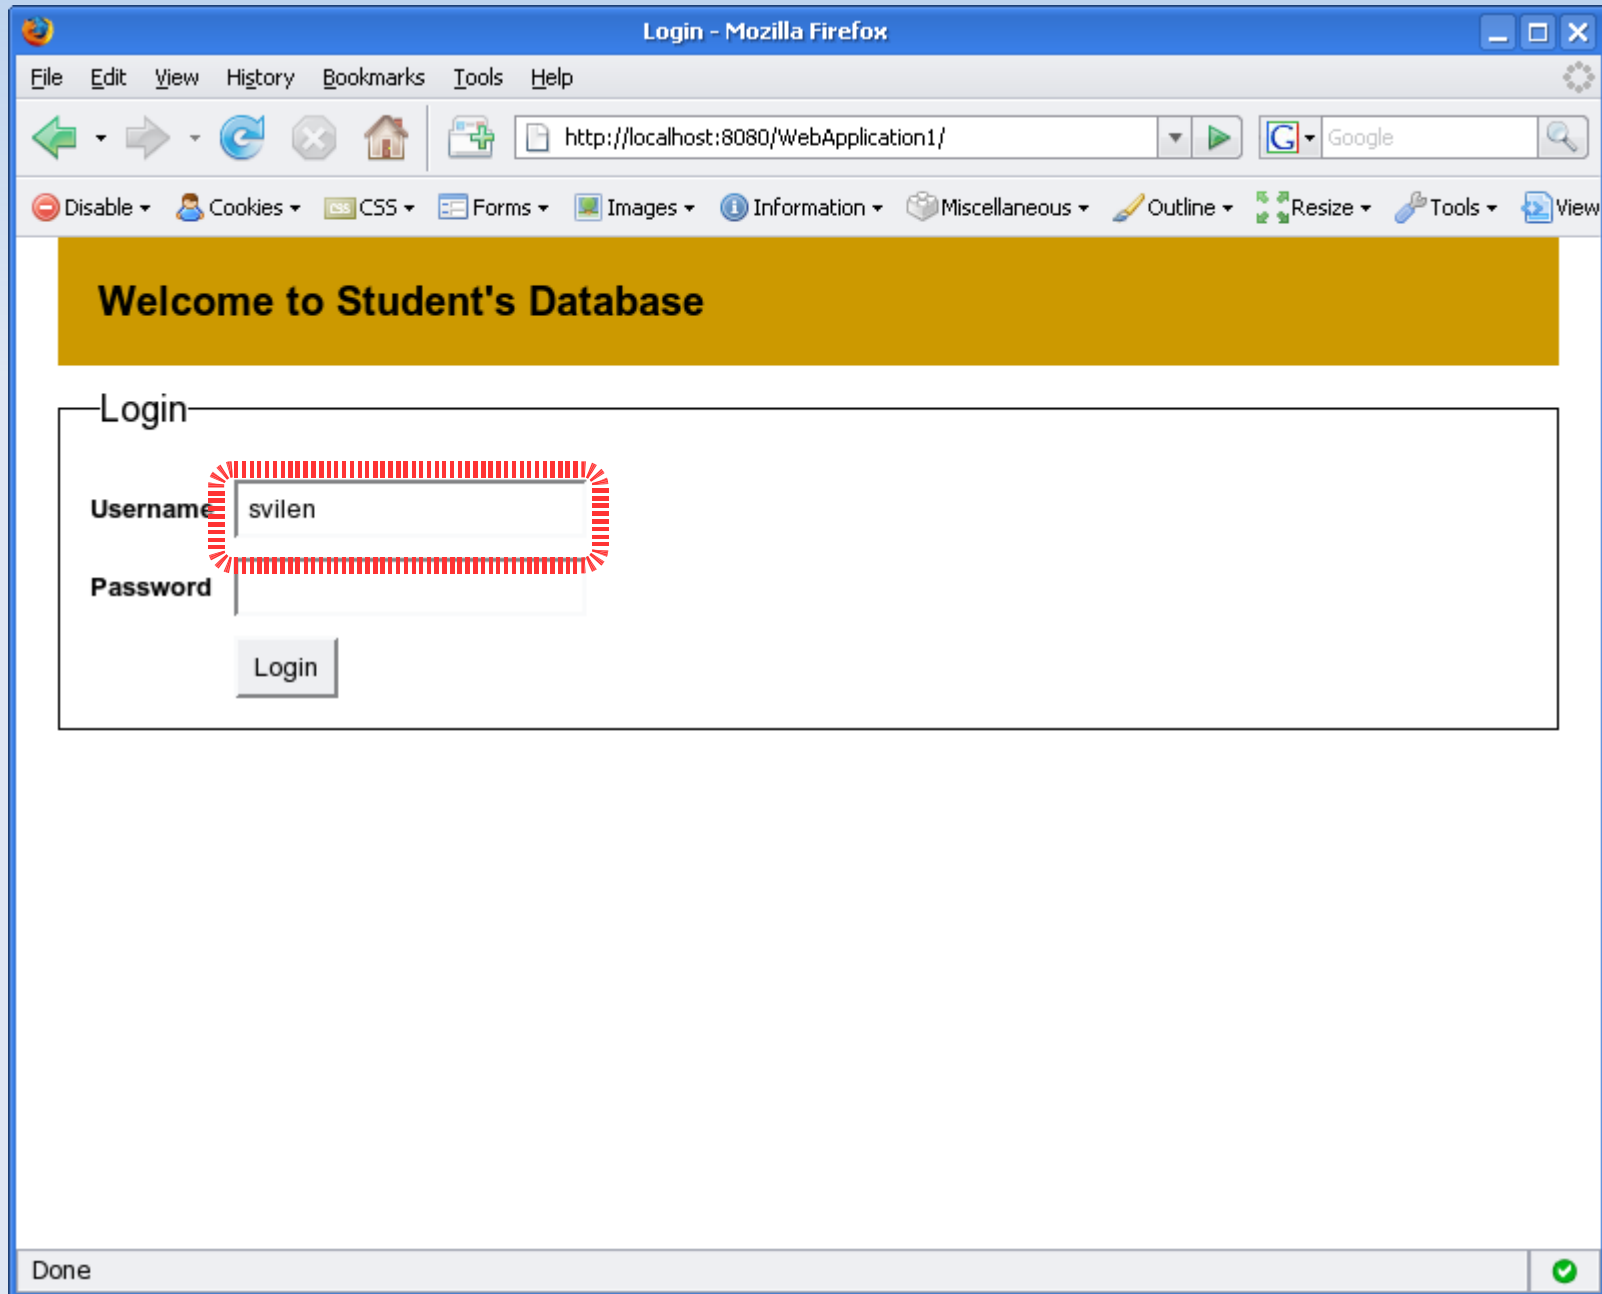 Login - Mozilla Firefox
File Edit View History Bookmarks Tools Help
http://localhost:8080/WebApplication1/ G Google
Disable Cookies CSS CSS Forms Images Information Miscellaneous Outline Resize Tools View
Welcome to Student's Database
Login
Username svilen
Password
Login
Done